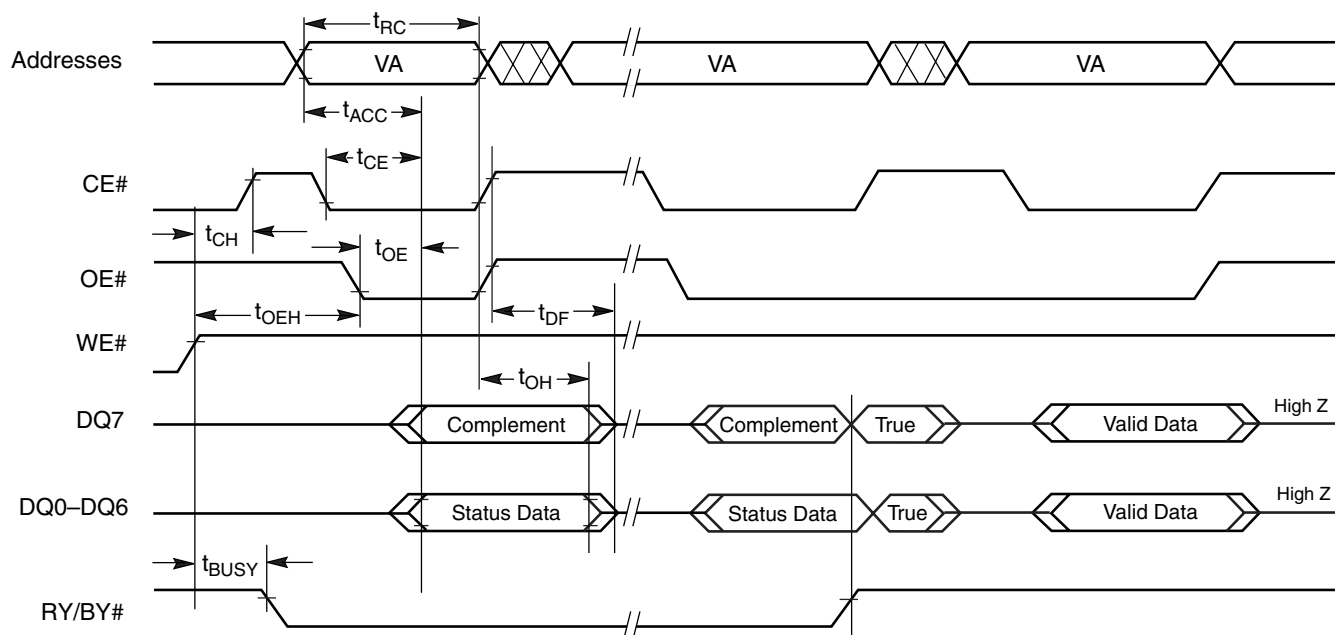 tRC
Addresses VA VA VA
tACC
tCE
CE#
tCH tOE
OE#
tOEH tDF
WE#
tOH
DQ7 Complement Complement True Valid Data High Z
DQ0–DQ6 Status Data Status Data True Valid Data High Z
tBUSY
RY/BY#